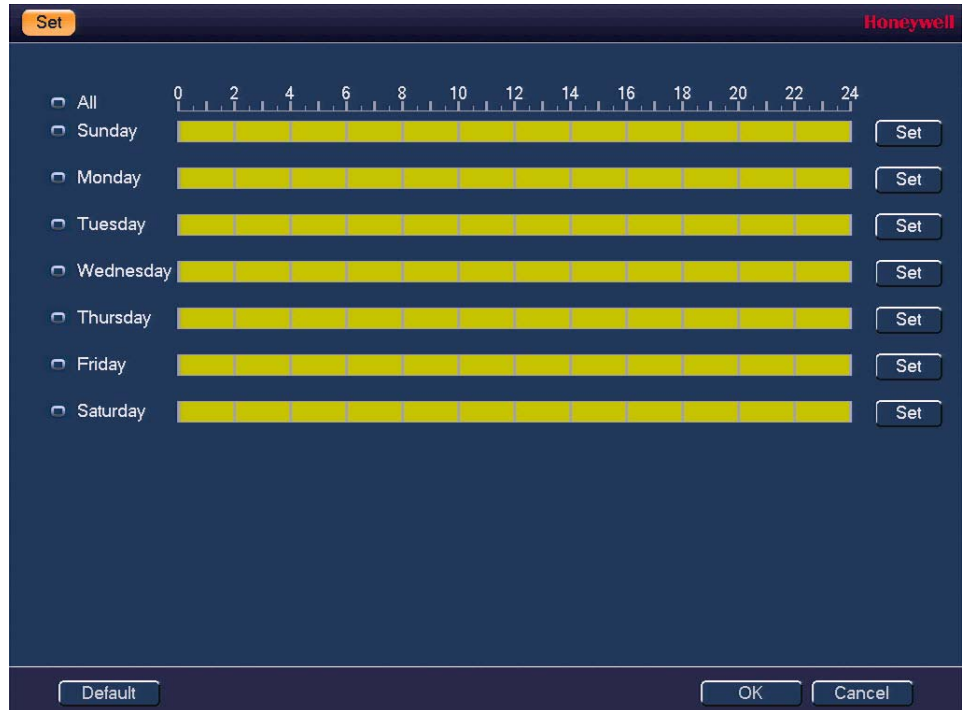 Set
Honeywell
All 0 2 4 6 8 10 12 14 16 18 20 22 24
Sunday Set
Monday Set
Tuesday Set
Wednesday Set
Thursday Set
Friday Set
Saturday Set
Default OK Cancel